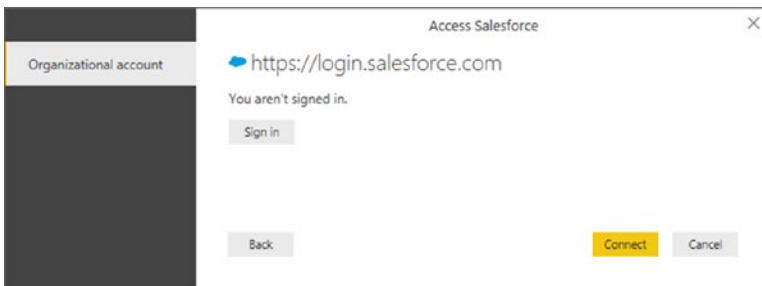 Access Salesforce
Organizational account
https://login.salesforce.com
You aren't signed in.
Sign in
Back
Connect
Cancel